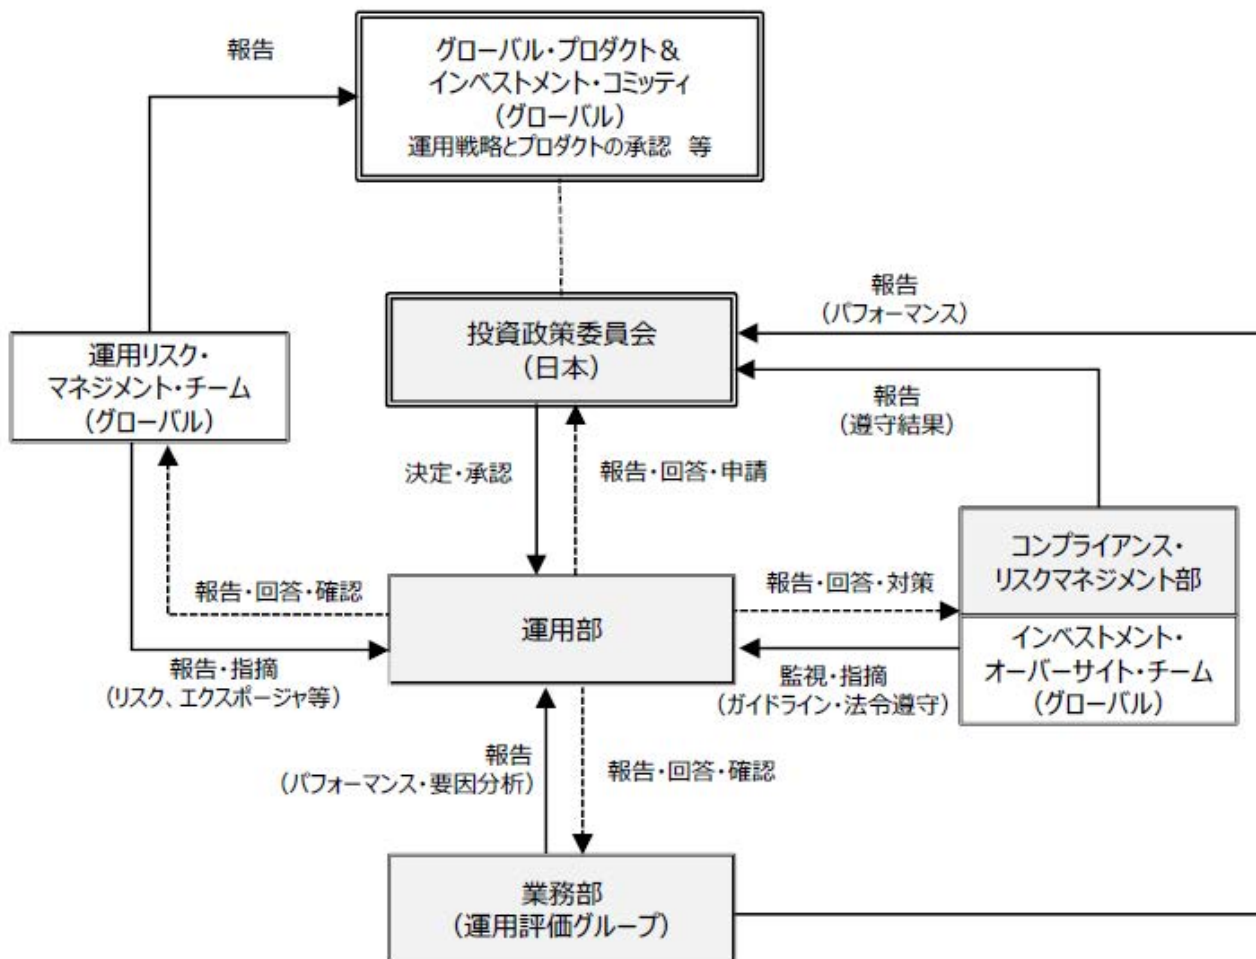 報告
グローバル・プロダクト&
インベストメント・コミッティ
（グローバル）
運用戦略とプロダクトの承認 等
報告
（パフォーマンス）
投資政策委員会
（日本）
運用リスク・
マネジメント・チーム
（グローバル）
報告
（遵守結果）
決定・承認
報告・回答・申請
コンプライアンス・
リスクマネジメント部
報告・回答・確認
報告・回答・対策
運用部
インベストメント・
オーバーサイト・チーム
（グローバル）
報告・指摘
（リスク、エクスポージャ等）
監視・指摘
（ガイドライン・法令遵守）
報告
（パフォーマンス・要因分析）
報告・回答・確認
業務部
（運用評価グループ）